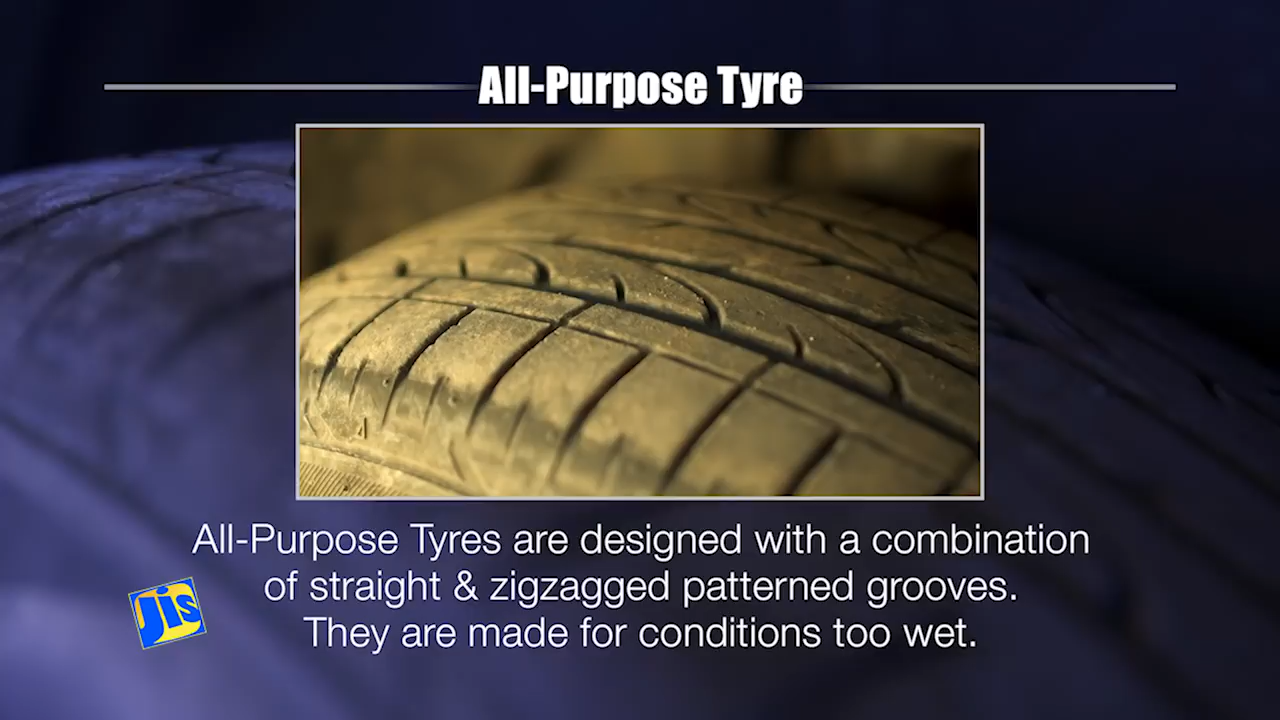 All-Purpose Tyre
All-Purpose Tyres are designed with a combination
of straight & zigzagged patterned grooves.
Jis
They are made for conditions too wet.